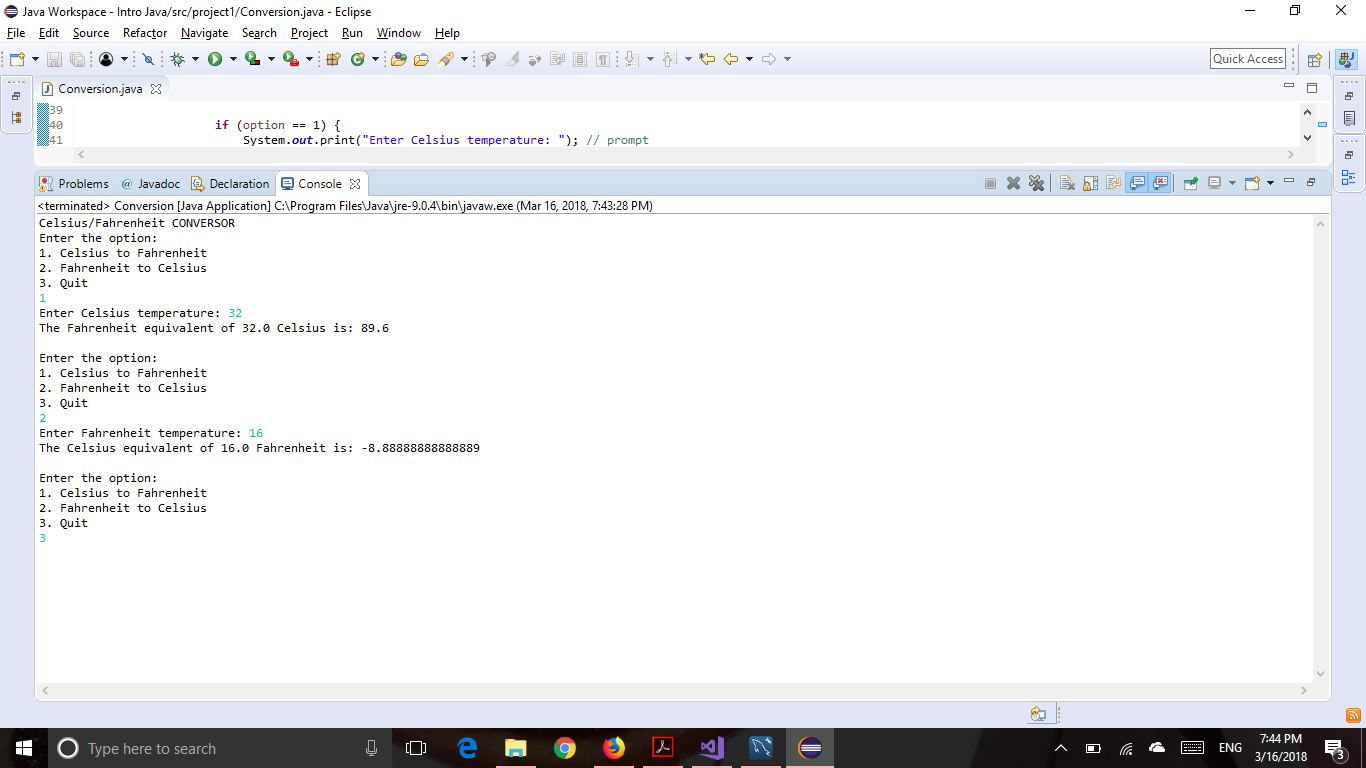 Java Workspace - Intro Java/src/project1/Conversion.java - Eclipse
File Edit Source Refactor Navigate Search Project Run Window Help
Quick Access
Conversion.java
39
40 if (option == 1) {
41 System.out.print("Enter Celsius temperature: "); // prompt
Problems @ Javadoc Declaration Console
<terminated> Conversion [Java Application] C:\Program Files\Java\jre-9.0.4\bin\javaw.exe (Mar 16, 2018, 7:43:28 PM)
Celsius/Fahrenheit CONVERSOR
Enter the option:
1. Celsius to Fahrenheit
2. Fahrenheit to Celsius
3. Quit
1
Enter Celsius temperature: 32
The Fahrenheit equivalent of 32.0 Celsius is: 89.6
Enter the option:
1. Celsius to Fahrenheit
2. Fahrenheit to Celsius
3. Quit
2
Enter Fahrenheit temperature: 16
The Celsius equivalent of 16.0 Fahrenheit is: -8.88888888888889
Enter the option:
1. Celsius to Fahrenheit
2. Fahrenheit to Celsius
3. Quit
3
Type here to search
ENG
7:44 PM
3/16/2018
3